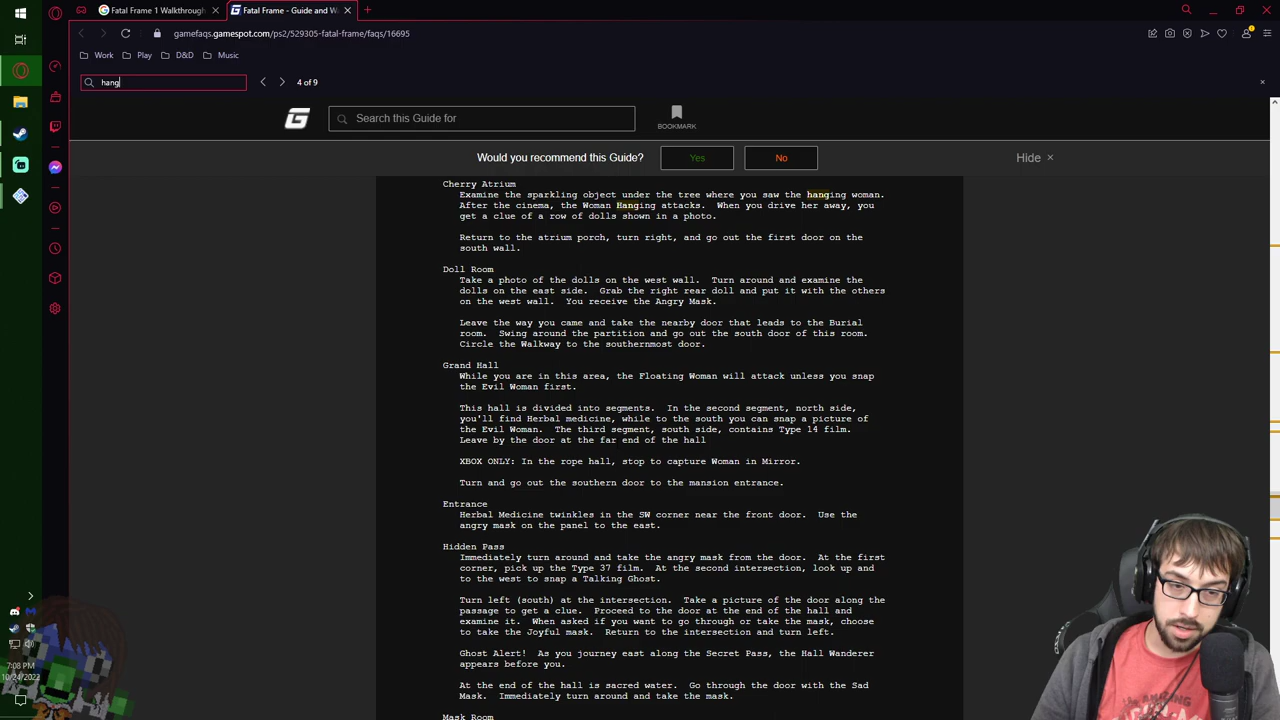 Fatal Frame 1 Walkthrough
Fatal Frame - Guide and W
gamefaqs.gamespot.com/ps2/529305-fatal-frame/faqs/16695
Work Play D&D Music
hang
4 of 9
Search this Guide for
BOOKMARK
Would you recommend this Guide? Yes No Hide ×
Cherry Atrium
Examine the sparkling object under the tree where you saw the hanging woman.
After the cinema, the Woman Hanging attacks. When you drive her away, you
get a clue of a row of dolls shown in a photo.
Return to the atrium porch, turn right, and go out the first door on the
south wall.
Doll Room
Take a photo of the dolls on the west wall. Turn around and examine the
dolls on the east side. Grab the right rear doll and put it with the others
on the west wall. You receive the Angry Mask.
Leave the way you came and take the nearby door that leads to the Burial
room. Swing around the partition and go out the south door of this room.
Circle the Walkway to the southernmost door.
Grand Hall
While you are in this area, the Floating Woman will attack unless you snap
the Evil Woman first.
This hall is divided into segments. In the second segment, north side,
you'll find Herbal medicine, while to the south you can snap a picture of
the Evil Woman. The third segment, south side, contains Type 14 film.
Leave by the door at the far end of the hall
XBOX ONLY: In the rope hall, stop to capture Woman in Mirror.
Turn and go out the southern door to the mansion entrance.
Entrance
Herbal Medicine twinkles in the SW corner near the front door. Use the
angry mask on the panel to the east.
Hidden Pass
Immediately turn around and take the angry mask from the door. At the first
corner, pick up the Type 37 film. At the second intersection, look up and
to the west to snap a Talking Ghost.
Turn left (south) at the intersection. Take a picture of the door along the
passage to get a clue. Proceed to the door at the end of the hall and
examine it. When asked if you want to go through or take the mask, choose
to take the Joyful mask. Return to the intersection and turn left.
Ghost Alert! As you journey east along the Secret Pass, the Hall Wanderer
appears before you.
At the end of the hall is sacred water. Go through the door with the Sad
Mask. Immediately turn around and take the mask.
Mask Room
7:08 PM